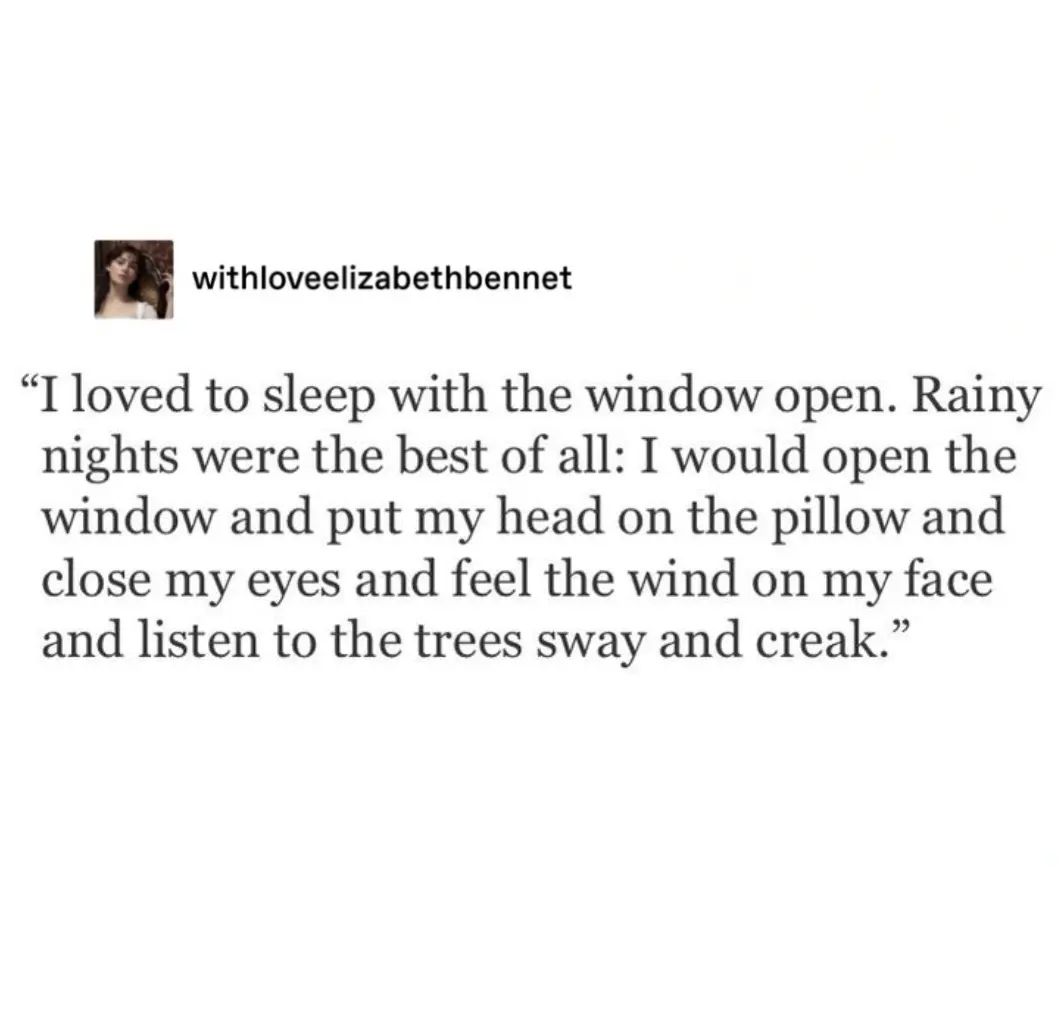 withloveelizabethbennet
“I loved to sleep with the window open. Rainy
nights were the best of all: I would open the
window and put my head on the pillow and
close my eyes and feel the wind on my face
and listen to the trees sway and creak.”